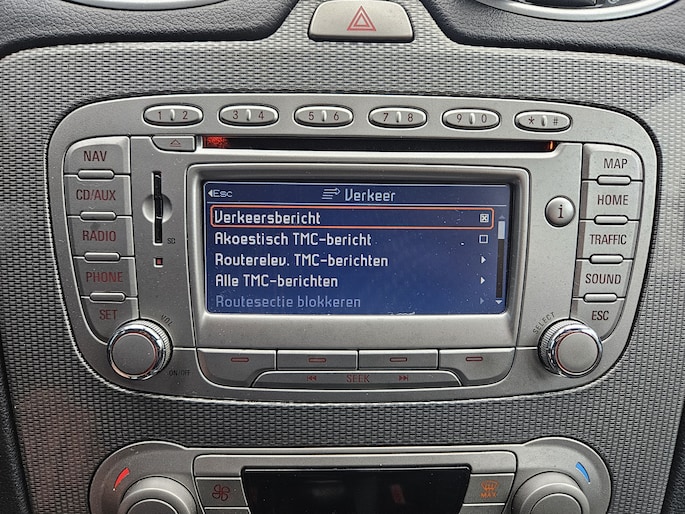 1 2 3 4 5 6 7 8 9 0 * #
NAV
CD/AUX
RADIO
PHONE
SET
SD
VOL
ON/OFF
◀Esc Verkeer
Verkeersbericht
Akoestisch TMC-bericht
Routerelev. TMC-berichten
Alle TMC-berichten
Routesectie blokkeren
MAP
HOME
i
TRAFFIC
SOUND
ESC
SELECT
SEEK
MAX